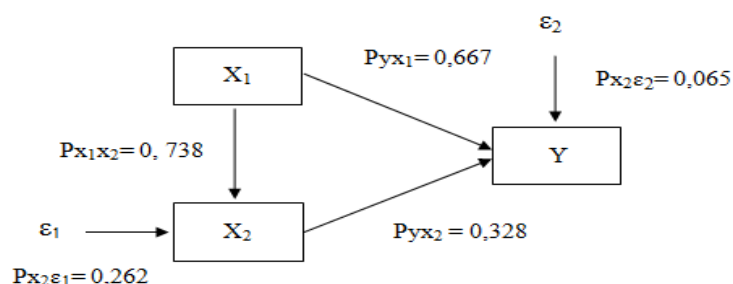 ε₂
Pyx₁= 0,667
X₁
Px₂ε₂= 0,065
Px₁x₂= 0, 738
Y
ε₁
X₂
Pyx₂ = 0,328
Px₂ε₁= 0,262